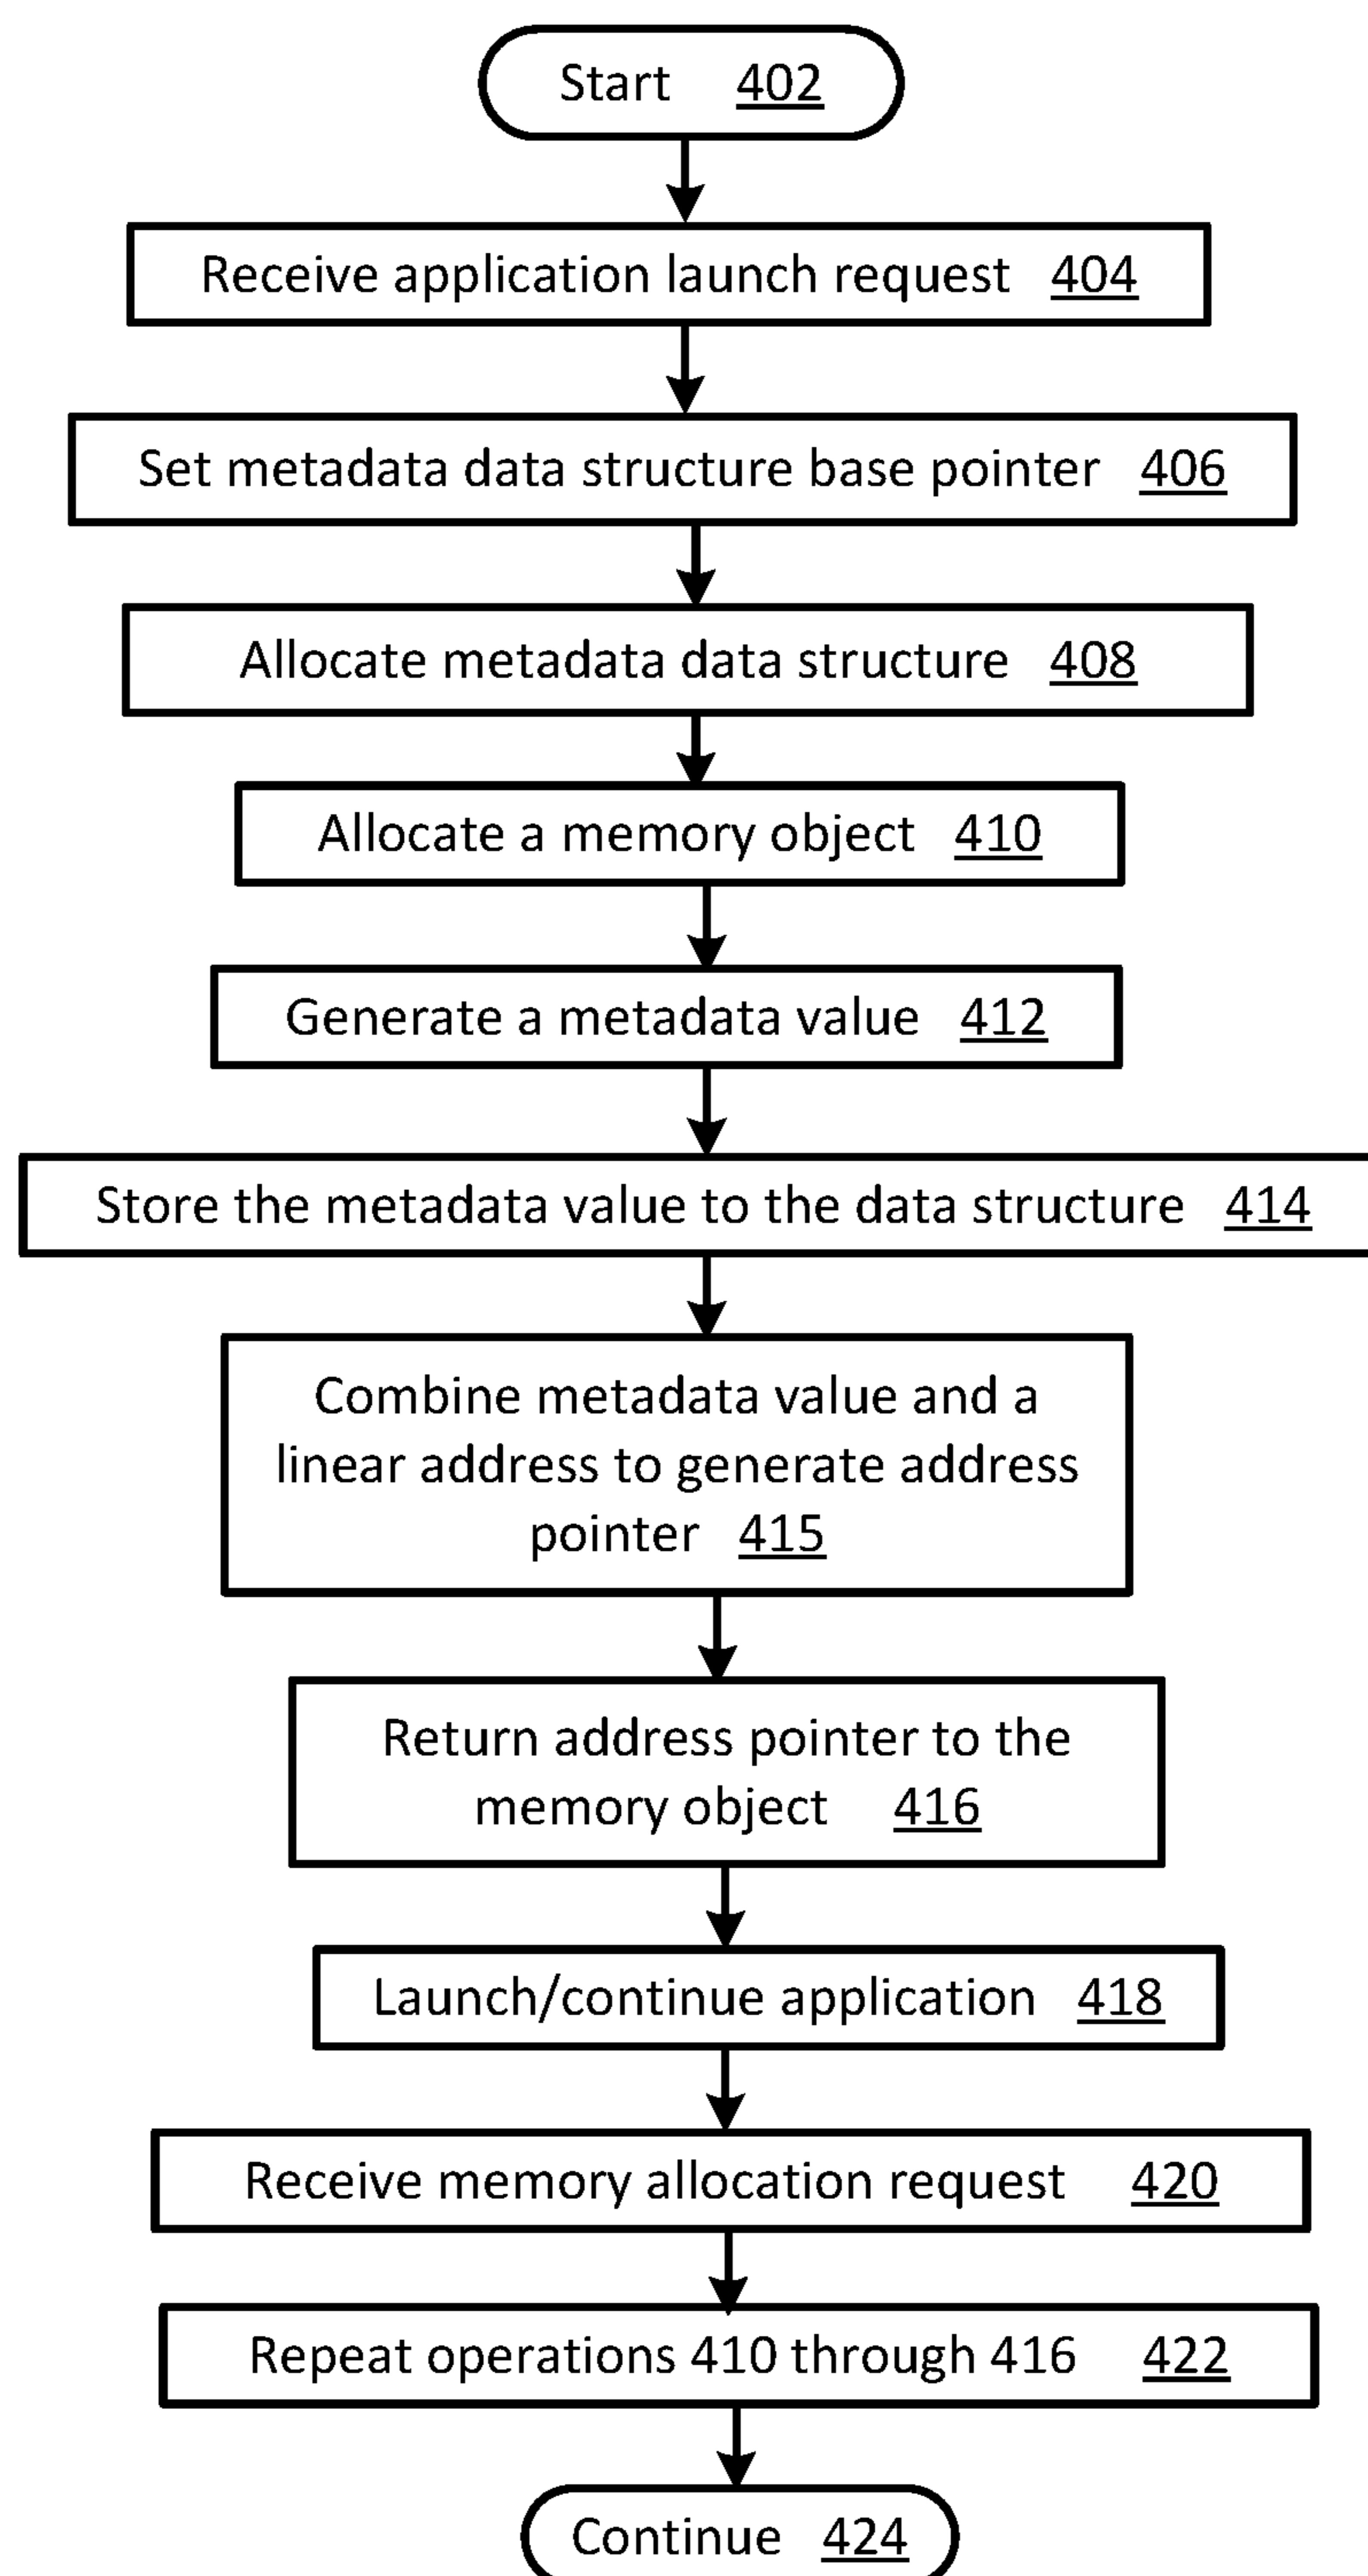 Start 402
Receive application launch request 404
Set metadata data structure base pointer 406
Allocate metadata data structure 408
Allocate a memory object 410
Generate a metadata value 412
Store the metadata value to the data structure 414
Combine metadata value and a
linear address to generate address
pointer 415
Return address pointer to the
memory object 416
Launch/continue application 418
Receive memory allocation request 420
Repeat operations 410 through 416 422
Continue 424